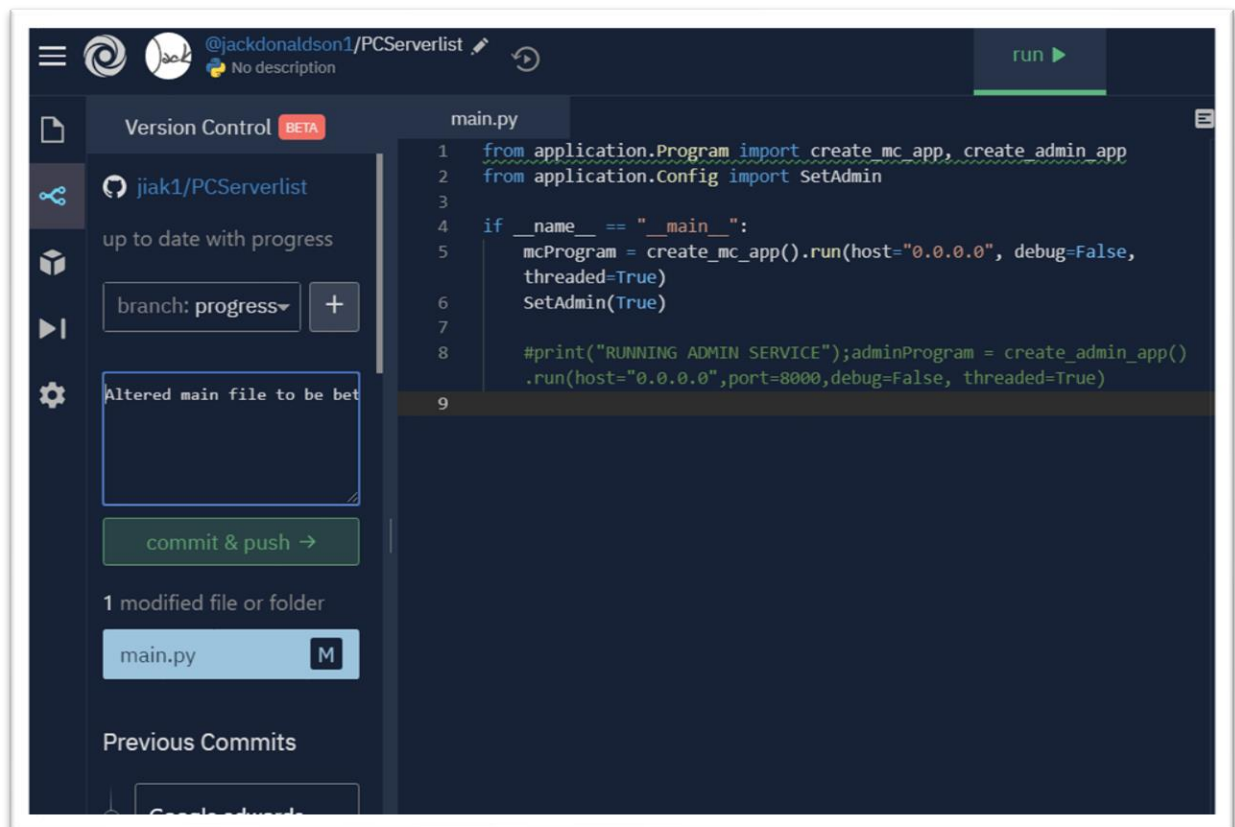 @jackdonaldson1/PCServerlist
No description
run
Version Control BETA
jiak1/PCServerlist
up to date with progress
branch: progress
+
Altered main file to be bet
commit & push →
1 modified file or folder
main.py M
Previous Commits
main.py
1 from application.Program import create_mc_app, create_admin_app
2 from application.Config import SetAdmin
3
4 if __name__ == "__main__":
5 mcProgram = create_mc_app().run(host="0.0.0.0", debug=False,
threaded=True)
6 SetAdmin(True)
7
8 #print("RUNNING ADMIN SERVICE");adminProgram = create_admin_app()
.run(host="0.0.0.0",port=8000,debug=False, threaded=True)
9